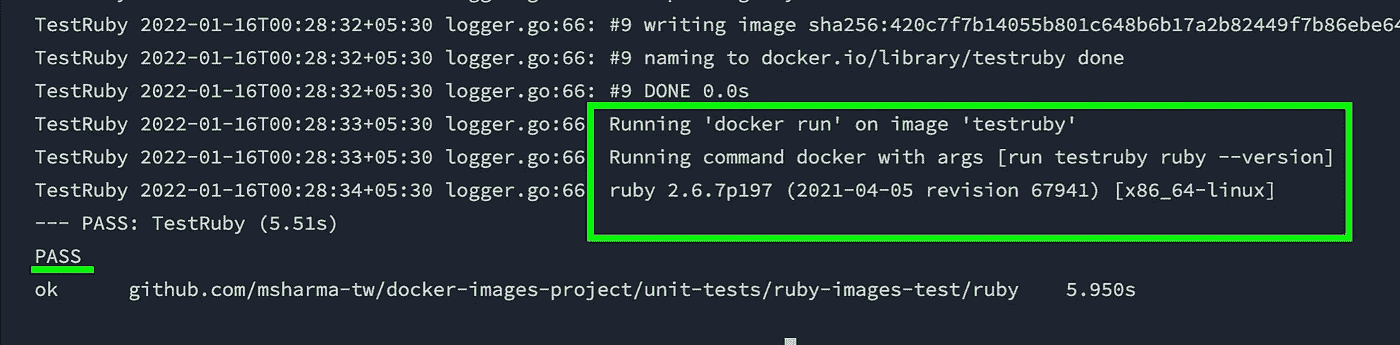 TestRuby 2022-01-16T00:28:32+05:30 logger.go:66: #9 writing image sha256:420c7f7b14055b801c648b6b17a2b82449f7b86ebe64
TestRuby 2022-01-16T00:28:32+05:30 logger.go:66: #9 naming to docker.io/library/testruby done
TestRuby 2022-01-16T00:28:32+05:30 logger.go:66: #9 DONE 0.0s
TestRuby 2022-01-16T00:28:33+05:30 logger.go:66 Running 'docker run' on image 'testruby'
TestRuby 2022-01-16T00:28:33+05:30 logger.go:66 Running command docker with args [run testruby ruby --version]
TestRuby 2022-01-16T00:28:34+05:30 logger.go:66 ruby 2.6.7p197 (2021-04-05 revision 67941) [x86_64-linux]
--- PASS: TestRuby (5.51s)
PASS
ok github.com/msharma-tw/docker-images-project/unit-tests/ruby-images-test/ruby 5.950s